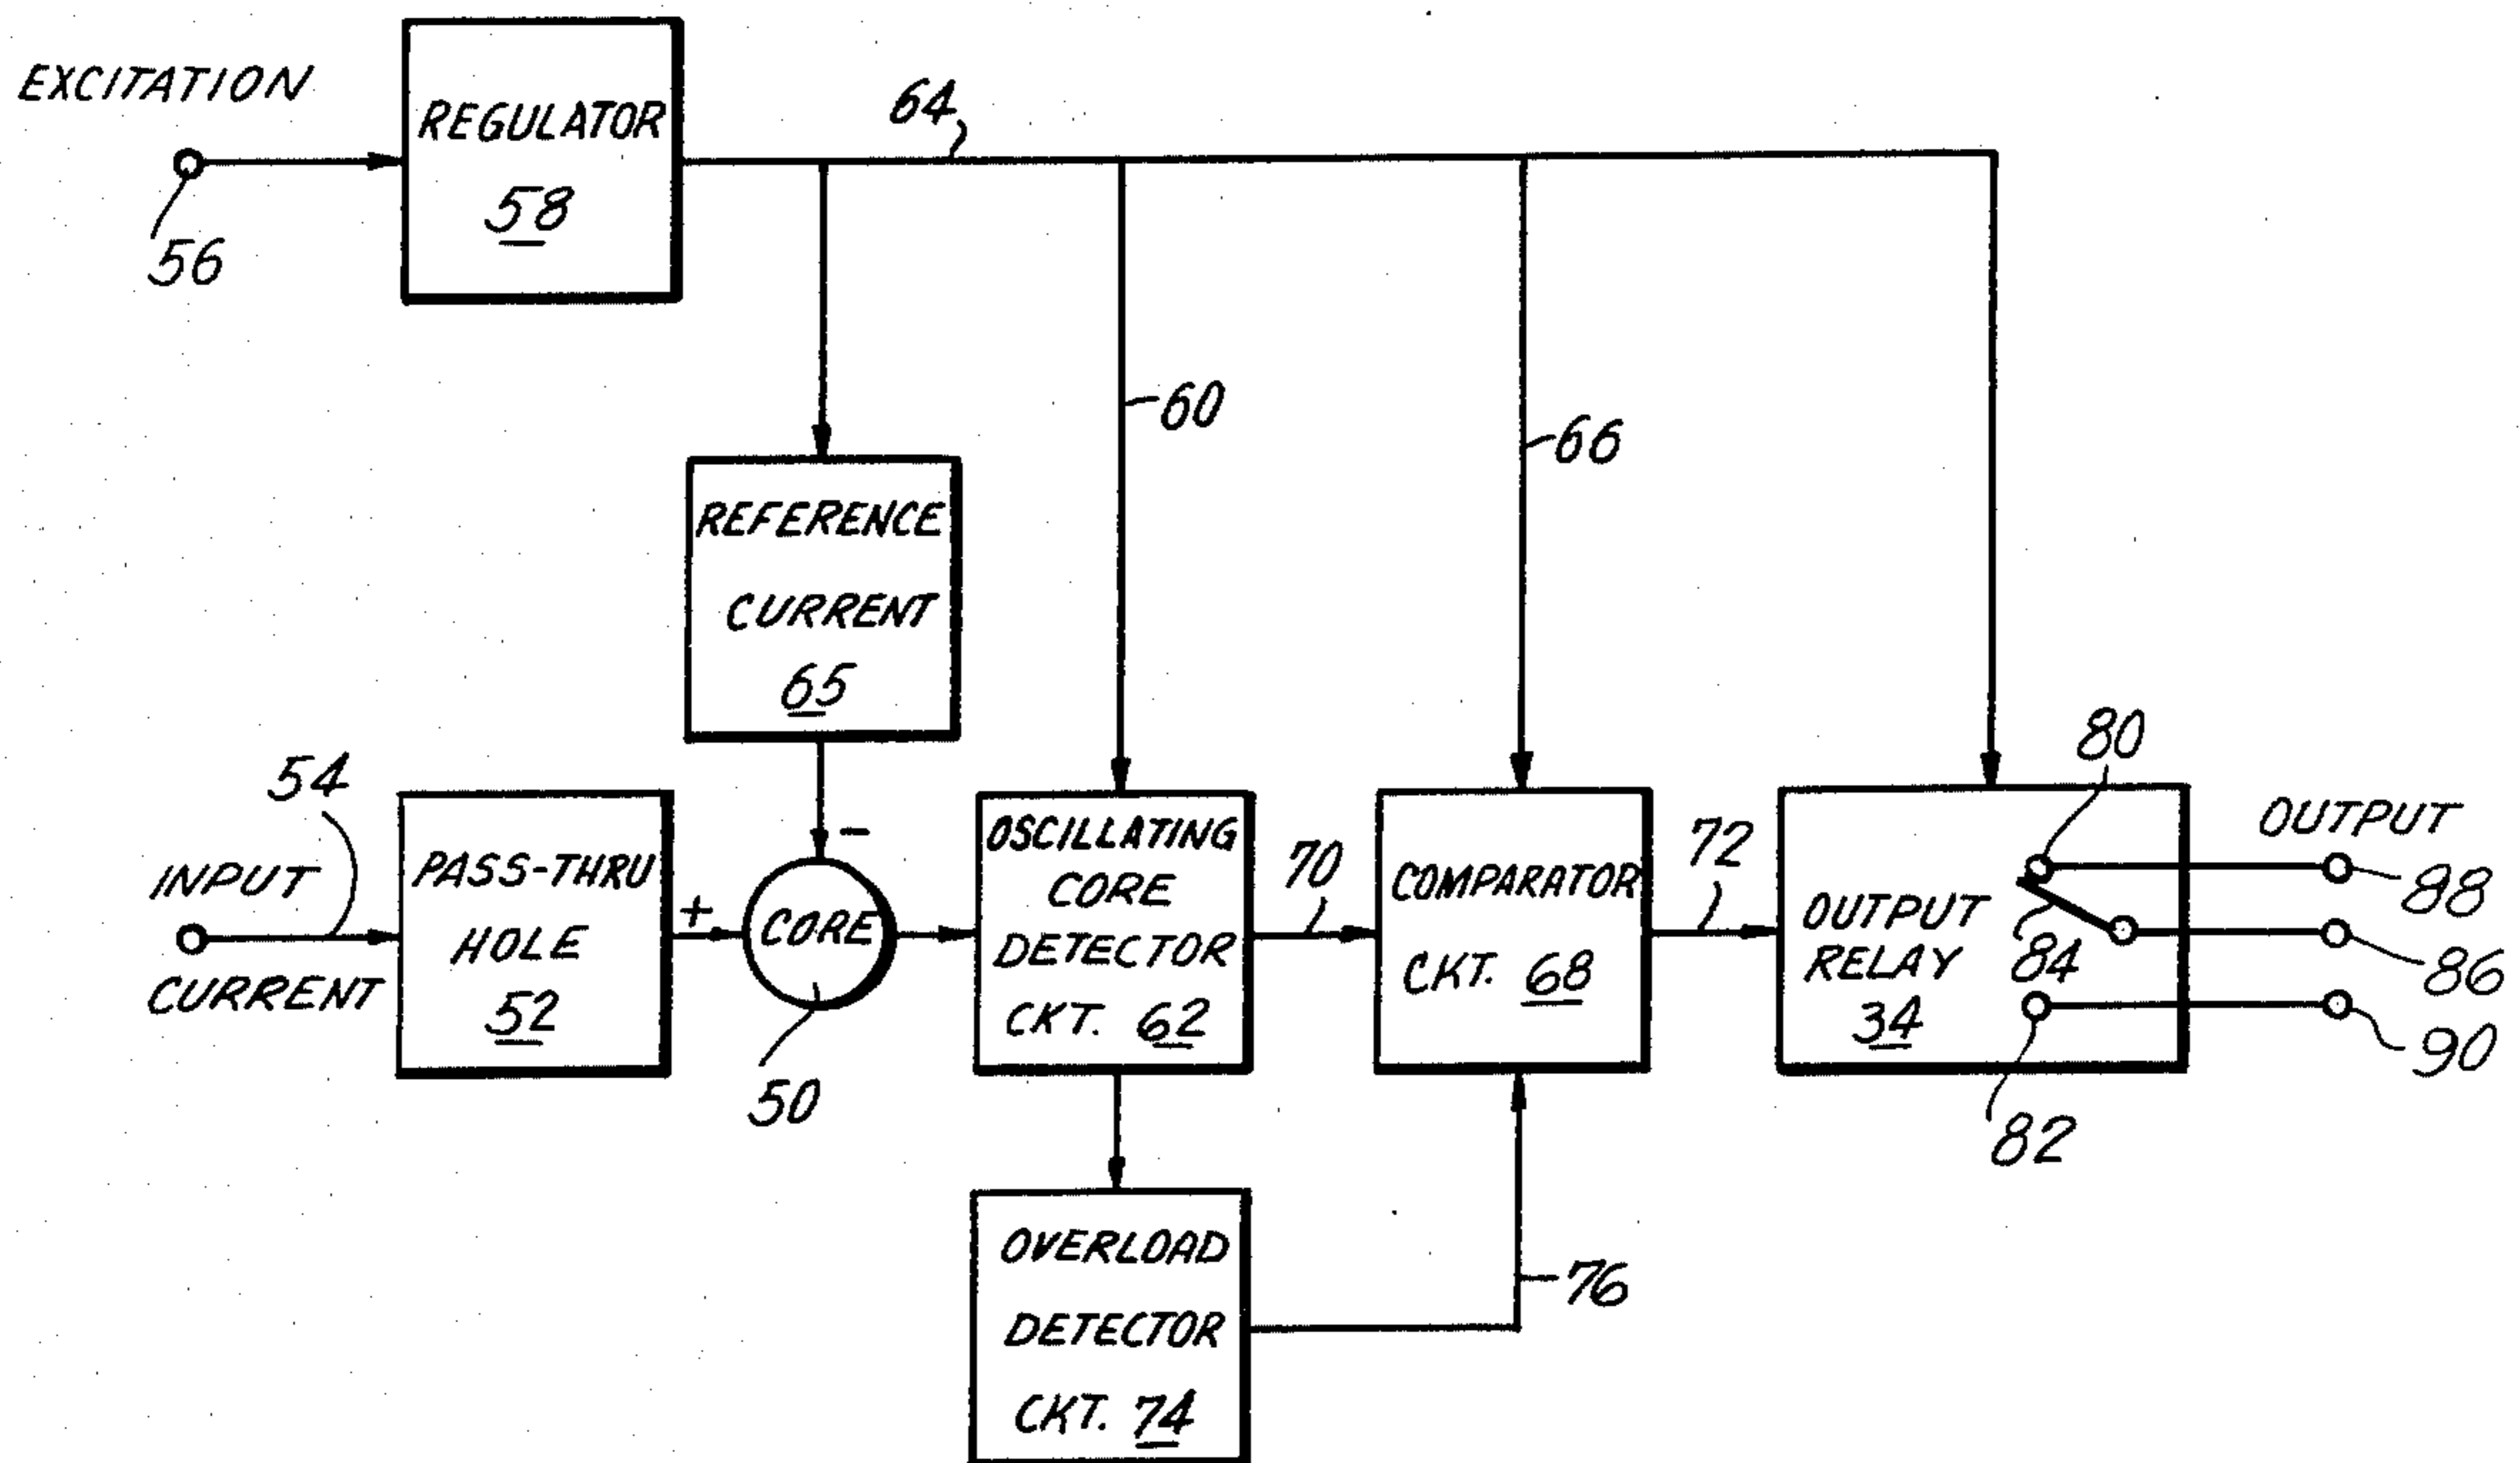 EXCITATION
56
REGULATOR
58
64
60
66
REFERENCE
CURRENT
65
54
INPUT
CURRENT
PASS-THRU
HOLE
52
+
-
CORE
50
OSCILLATING
CORE
DETECTOR
CKT. 62
70
COMPARATOR
CKT. 68
72
OUTPUT
RELAY
34
80
84
82
OUTPUT
88
86
90
OVERLOAD
DETECTOR
CKT. 74
76